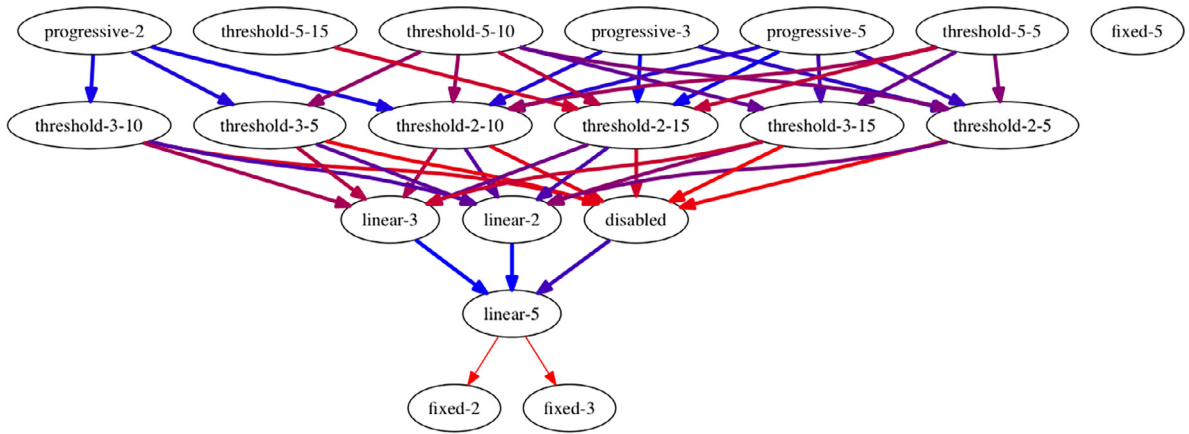 progressive-2 threshold-5-15 threshold-5-10 progressive-3 progressive-5 threshold-5-5 fixed-5
threshold-3-10 threshold-3-5 threshold-2-10 threshold-2-15 threshold-3-15 threshold-2-5
linear-3 linear-2 disabled
linear-5
fixed-2 fixed-3